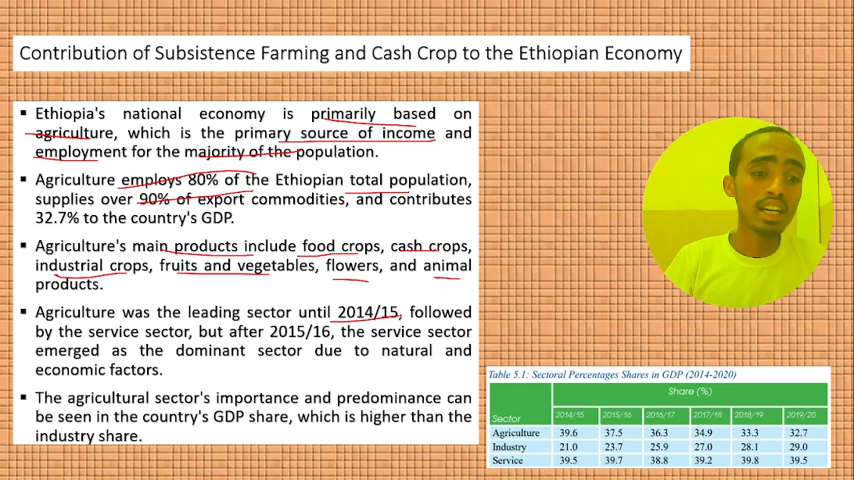 Contribution of Subsistence Farming and Cash Crop to the Ethiopian Economy
▪ Ethiopia's national economy is primarily based on
agriculture, which is the primary source of income and
employment for the majority of the population.
▪ Agriculture employs 80% of the Ethiopian total population,
supplies over 90% of export commodities, and contributes
32.7% to the country's GDP.
▪ Agriculture's main products include food crops, cash crops,
industrial crops, fruits and vegetables, flowers, and animal
products.
▪ Agriculture was the leading sector until 2014/15, followed
by the service sector, but after 2015/16, the service sector
emerged as the dominant sector due to natural and
economic factors.
▪ The agricultural sector's importance and predominance can
be seen in the country's GDP share, which is higher than the
industry share.
Table 5.1: Sectoral Percentages Shares in GDP (2014-2020)
Share (%)
Sector 2014/15 2015/16 2016/17 2017/18 2018/19 2019/20
Agriculture 39.6 37.5 36.3 34.9 33.3 32.7
Industry 21.0 23.7 25.9 27.0 28.1 29.0
Service 39.5 39.7 38.8 39.2 39.8 39.5